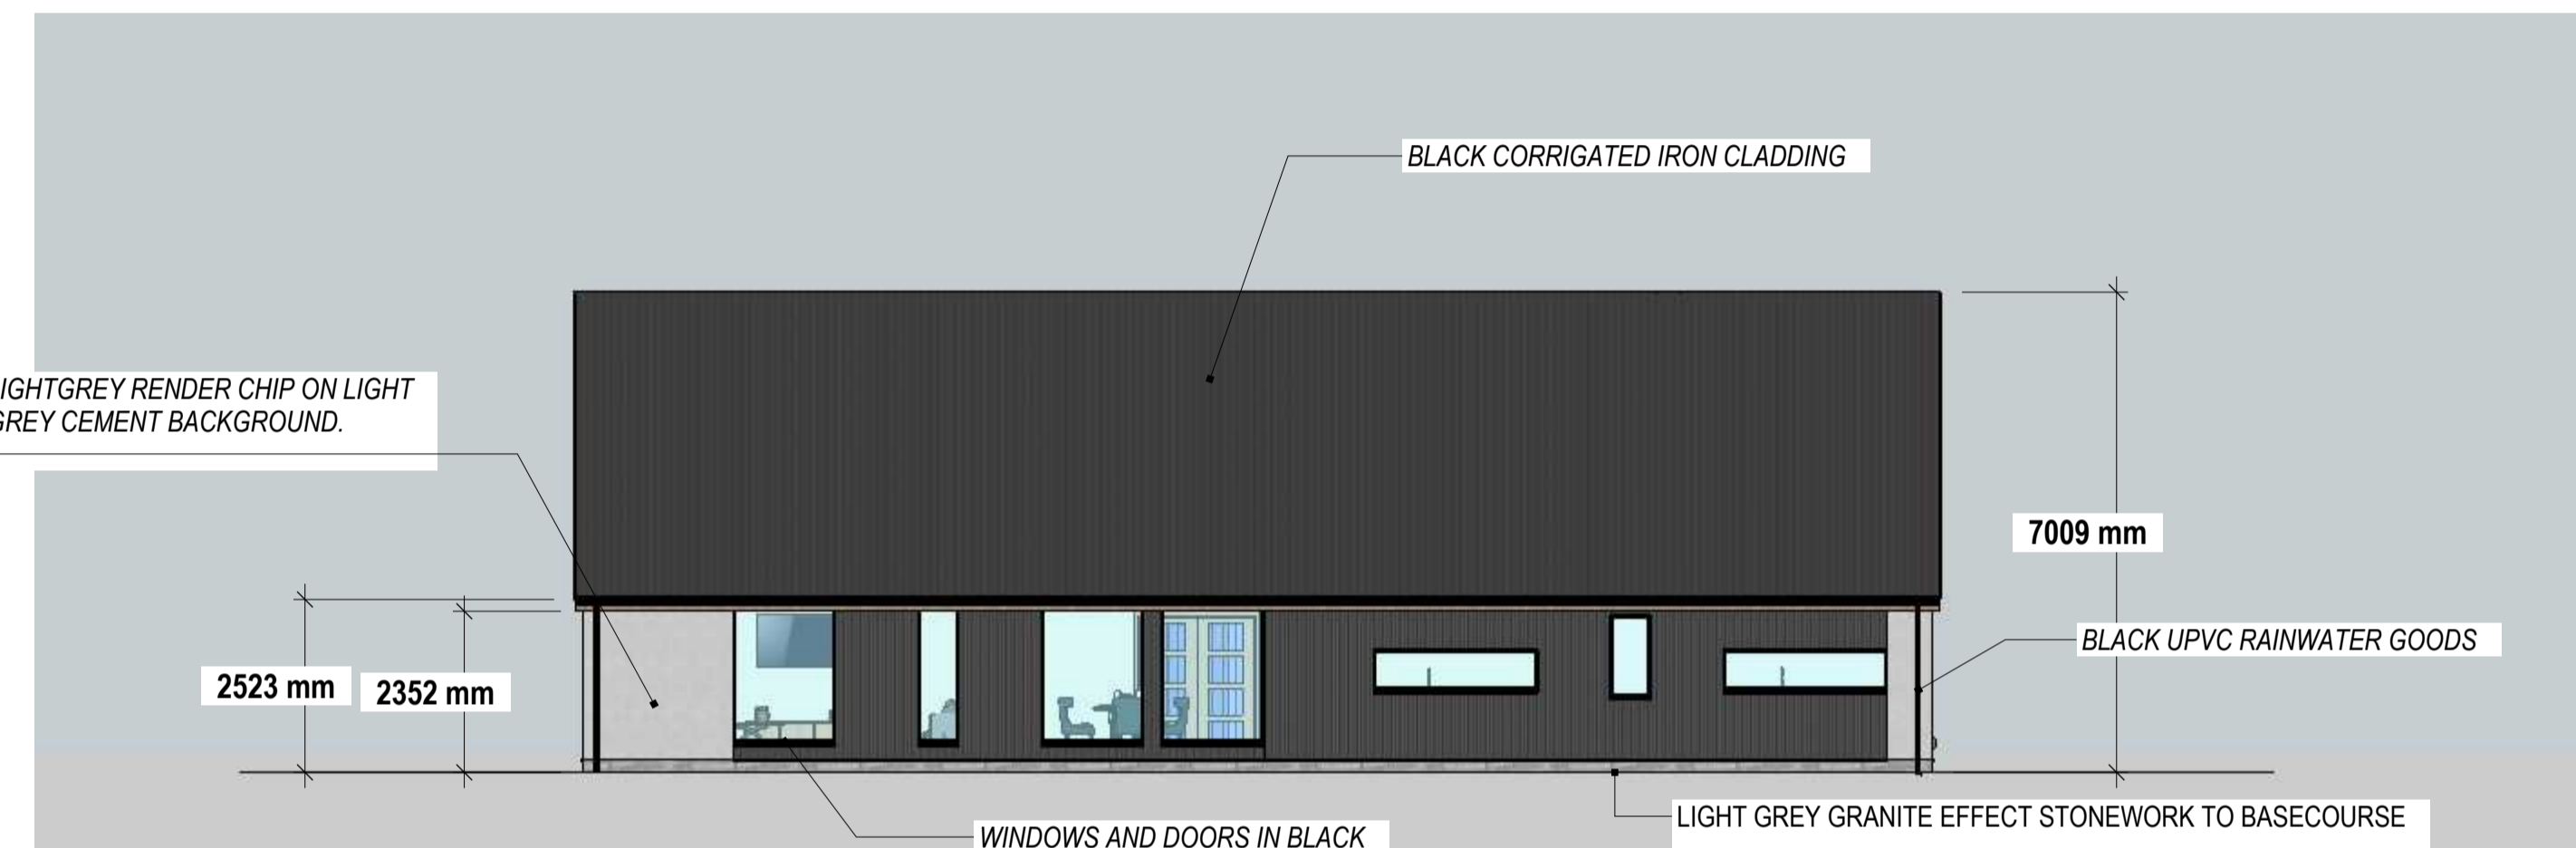 BLACK CORRIGATED IRON CLADDING
IGHTGREY RENDER CHIP ON LIGHT
GREY CEMENT BACKGROUND.
7009 mm
2523 mm
2352 mm
BLACK UPVC RAINWATER GOODS
LIGHT GREY GRANITE EFFECT STONEWORK TO BASECOURSE
WINDOWS AND DOORS IN BLACK